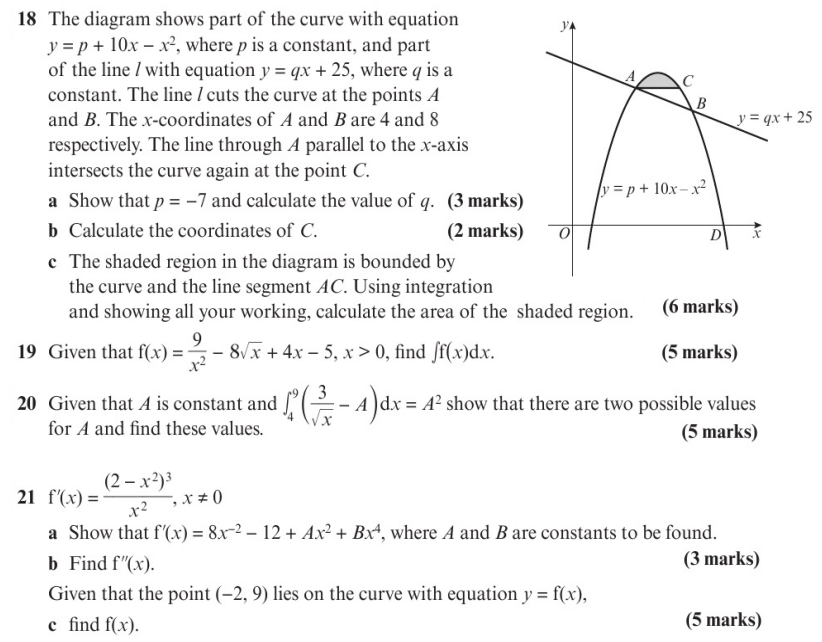 18 The diagram shows part of the curve with equation
y = p + 10x − x², where p is a constant, and part
of the line l with equation y = qx + 25, where q is a
constant. The line l cuts the curve at the points A
and B. The x-coordinates of A and B are 4 and 8
respectively. The line through A parallel to the x-axis
intersects the curve again at the point C.
a Show that p = −7 and calculate the value of q. (3 marks)
b Calculate the coordinates of C. (2 marks)
c The shaded region in the diagram is bounded by
the curve and the line segment AC. Using integration
and showing all your working, calculate the area of the shaded region. (6 marks)
y
A
C
B
y = qx + 25
y = p + 10x − x²
O
D
x
19 Given that f(x) = 9/x² − 8√x + 4x − 5, x > 0, find ∫f(x)dx. (5 marks)
20 Given that A is constant and ∫₄⁹(3/√x − A)dx = A² show that there are two possible values
for A and find these values. (5 marks)
21 f′(x) = (2 − x²)³/x², x ≠ 0
a Show that f′(x) = 8x⁻² − 12 + Ax² + Bx⁴, where A and B are constants to be found.
(3 marks)
b Find f″(x).
Given that the point (−2, 9) lies on the curve with equation y = f(x),
c find f(x). (5 marks)